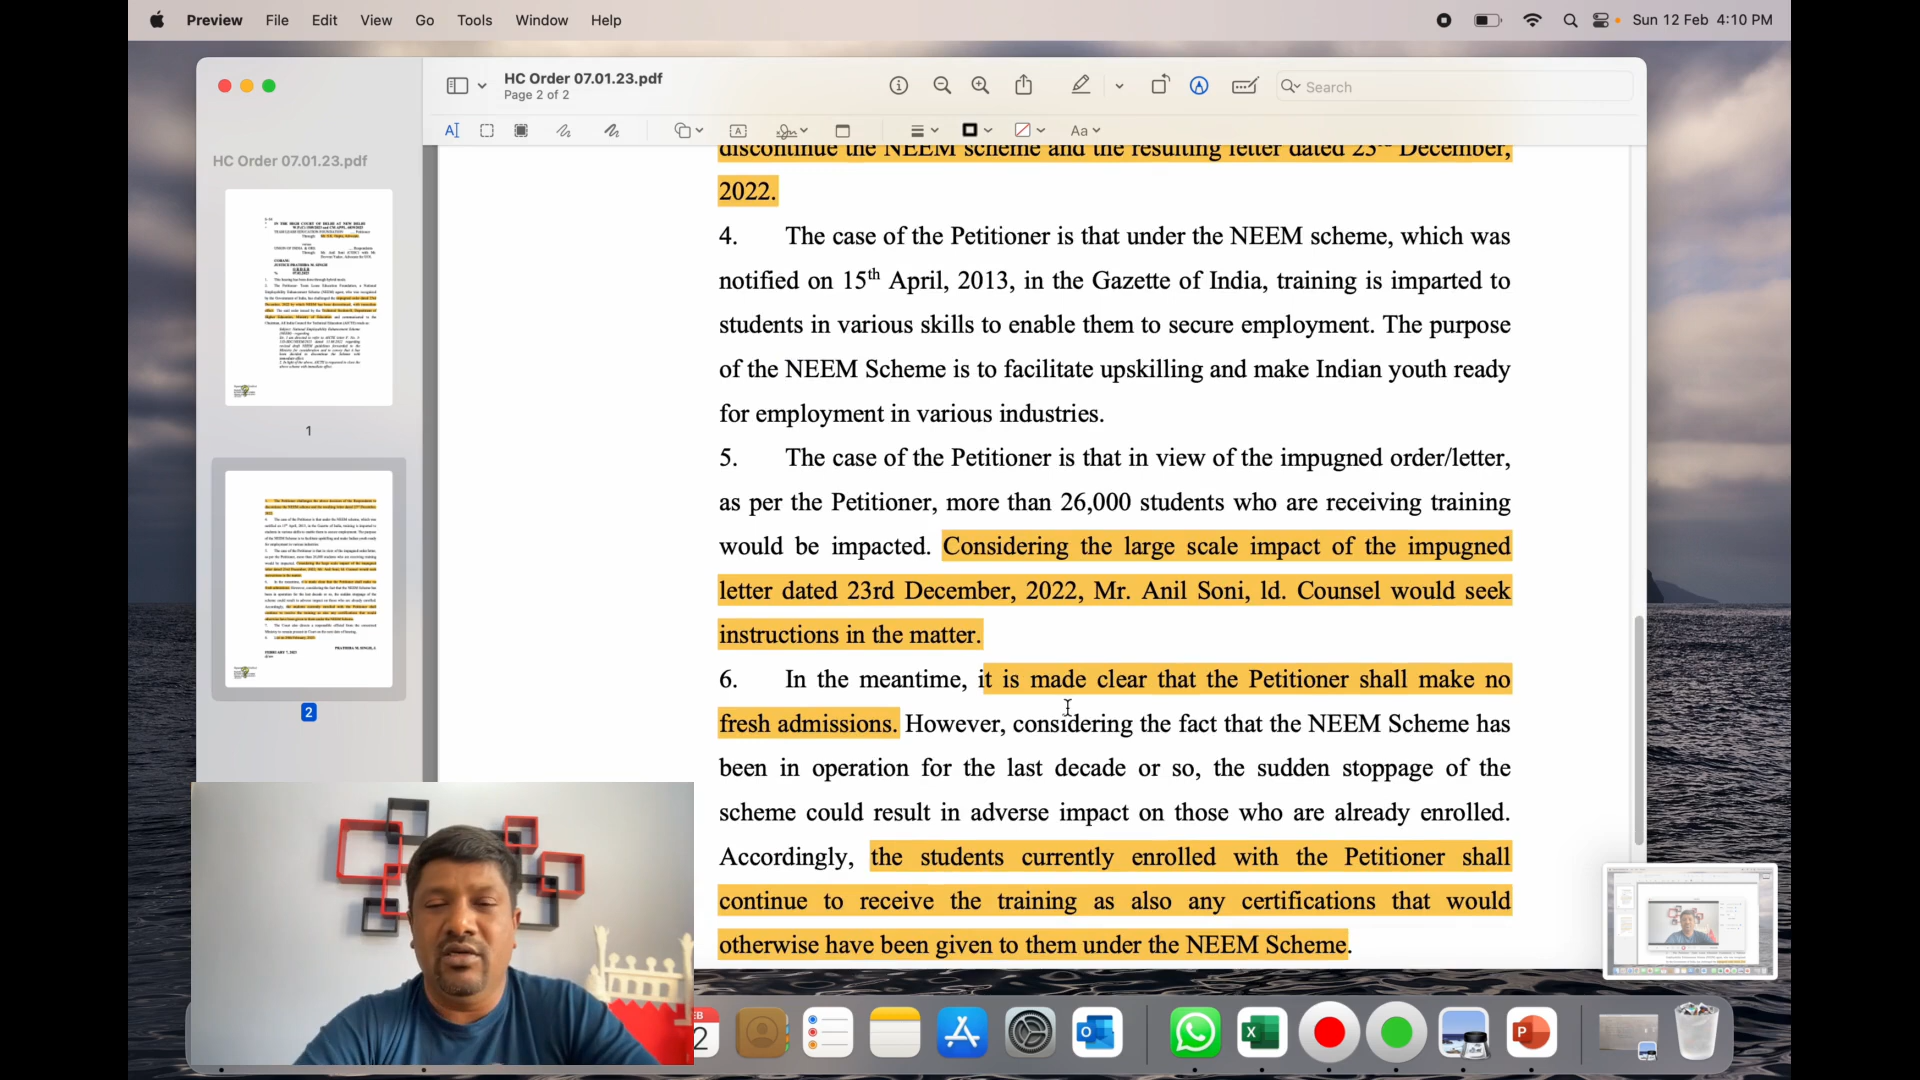 Preview File Edit View Go Tools Window Help
Sun 12 Feb 4:10 PM
HC Order 07.01.23.pdf
Page 2 of 2
Search
HC Order 07.01.23.pdf
1
2
discontinue the NEEM scheme and the resulting letter dated 23rd December,
2022.
4. The case of the Petitioner is that under the NEEM scheme, which was
notified on 15th April, 2013, in the Gazette of India, training is imparted to
students in various skills to enable them to secure employment. The purpose
of the NEEM Scheme is to facilitate upskilling and make Indian youth ready
for employment in various industries.
5. The case of the Petitioner is that in view of the impugned order/letter,
as per the Petitioner, more than 26,000 students who are receiving training
would be impacted. Considering the large scale impact of the impugned
letter dated 23rd December, 2022, Mr. Anil Soni, ld. Counsel would seek
instructions in the matter.
6. In the meantime, it is made clear that the Petitioner shall make no
fresh admissions. However, considering the fact that the NEEM Scheme has
been in operation for the last decade or so, the sudden stoppage of the
scheme could result in adverse impact on those who are already enrolled.
Accordingly, the students currently enrolled with the Petitioner shall
continue to receive the training as also any certifications that would
otherwise have been given to them under the NEEM Scheme.